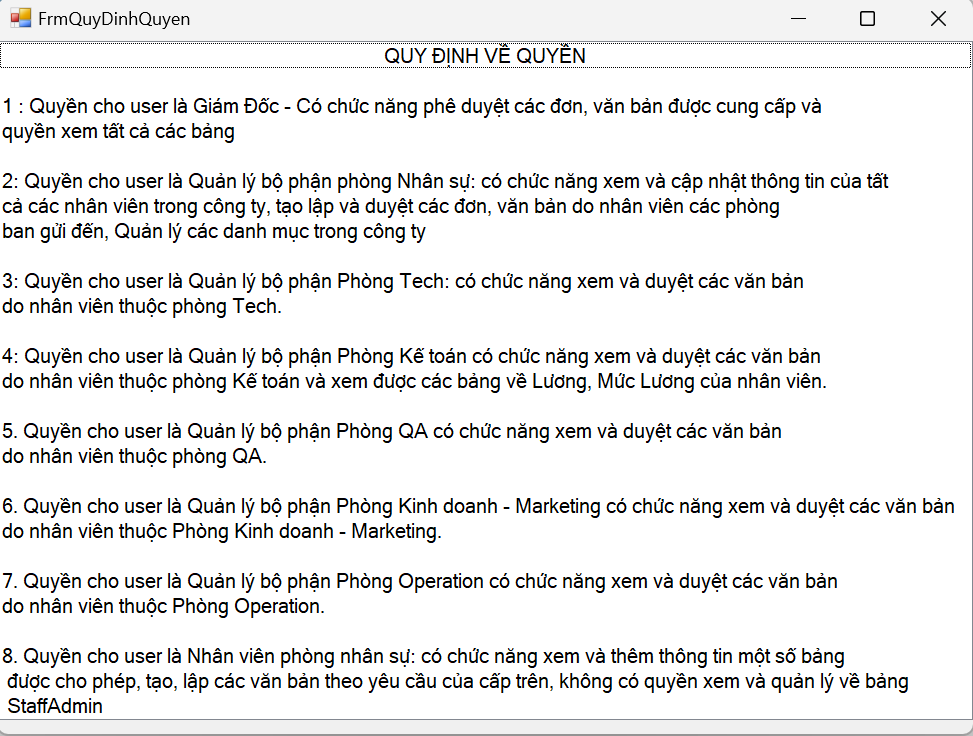 FrmQuyDinhQuyen
QUY ĐỊNH VỀ QUYỀN
1 : Quyền cho user là Giám Đốc - Có chức năng phê duyệt các đơn, văn bản được cung cấp và
quyền xem tất cả các bảng
2: Quyền cho user là Quản lý bộ phận phòng Nhân sự: có chức năng xem và cập nhật thông tin của tất
cả các nhân viên trong công ty, tạo lập và duyệt các đơn, văn bản do nhân viên các phòng
ban gửi đến, Quản lý các danh mục trong công ty
3: Quyền cho user là Quản lý bộ phận Phòng Tech: có chức năng xem và duyệt các văn bản
do nhân viên thuộc phòng Tech.
4: Quyền cho user là Quản lý bộ phận Phòng Kế toán có chức năng xem và duyệt các văn bản
do nhân viên thuộc phòng Kế toán và xem được các bảng về Lương, Mức Lương của nhân viên.
5. Quyền cho user là Quản lý bộ phận Phòng QA có chức năng xem và duyệt các văn bản
do nhân viên thuộc phòng QA.
6. Quyền cho user là Quản lý bộ phận Phòng Kinh doanh - Marketing có chức năng xem và duyệt các văn bản
do nhân viên thuộc Phòng Kinh doanh - Marketing.
7. Quyền cho user là Quản lý bộ phận Phòng Operation có chức năng xem và duyệt các văn bản
do nhân viên thuộc Phòng Operation.
8. Quyền cho user là Nhân viên phòng nhân sự: có chức năng xem và thêm thông tin một số bảng
được cho phép, tạo, lập các văn bản theo yêu cầu của cấp trên, không có quyền xem và quản lý về bảng
StaffAdmin